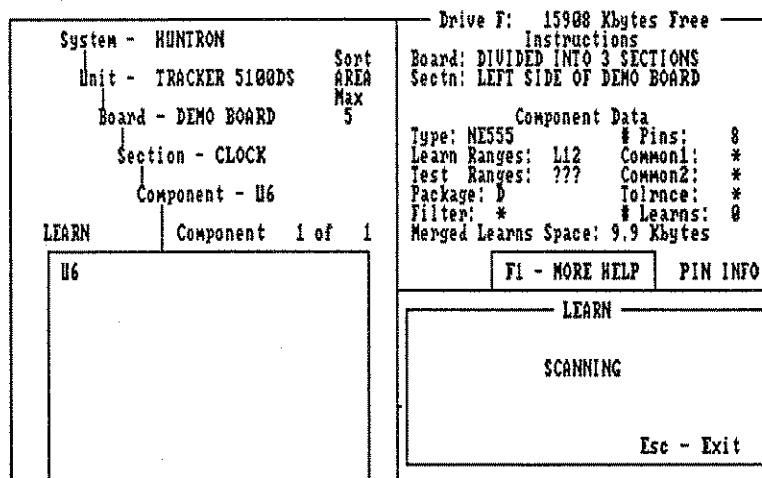 System - HUNTRON
Unit - TRACKER 5100DS
Board - DEMO BOARD
Section - CLOCK
Component - U6
Sort
AREA
Max
5
LEARN Component 1 of 1
U6
Drive F: 15908 Kbytes Free
Instructions
Board: DIVIDED INTO 3 SECTIONS
Sectn: LEFT SIDE OF DEMO BOARD
Component Data
Type: NE555 # Pins: 8
Learn Ranges: L12 Common1: *
Test Ranges: ??? Common2: *
Package: D Tolrnce: *
Filter: * # Learns: 0
Merged Learns Space: 9.9 Kbytes
F1 - MORE HELP PIN INFO
LEARN
SCANNING
Esc - Exit